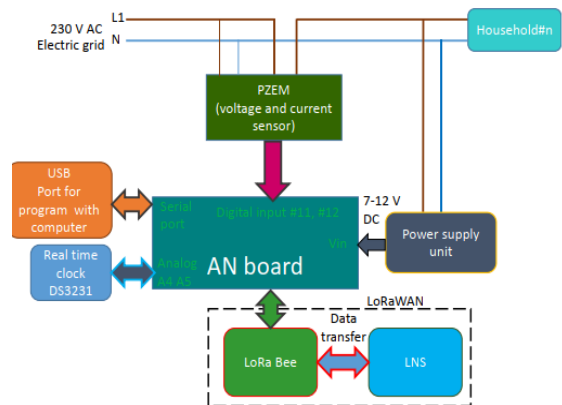 L1
230 V AC
Electric grid
N
Household#n
PZEM
(voltage and current
sensor)
USB
Port for
program with
computer
Serial
port
Digital input #11, #12
7-12 V
DC
Vin
Power supply
unit
Real time
clock
DS3231
Analog
A4 A5
AN board
LoRaWAN
Data
transfer
LoRa Bee
LNS